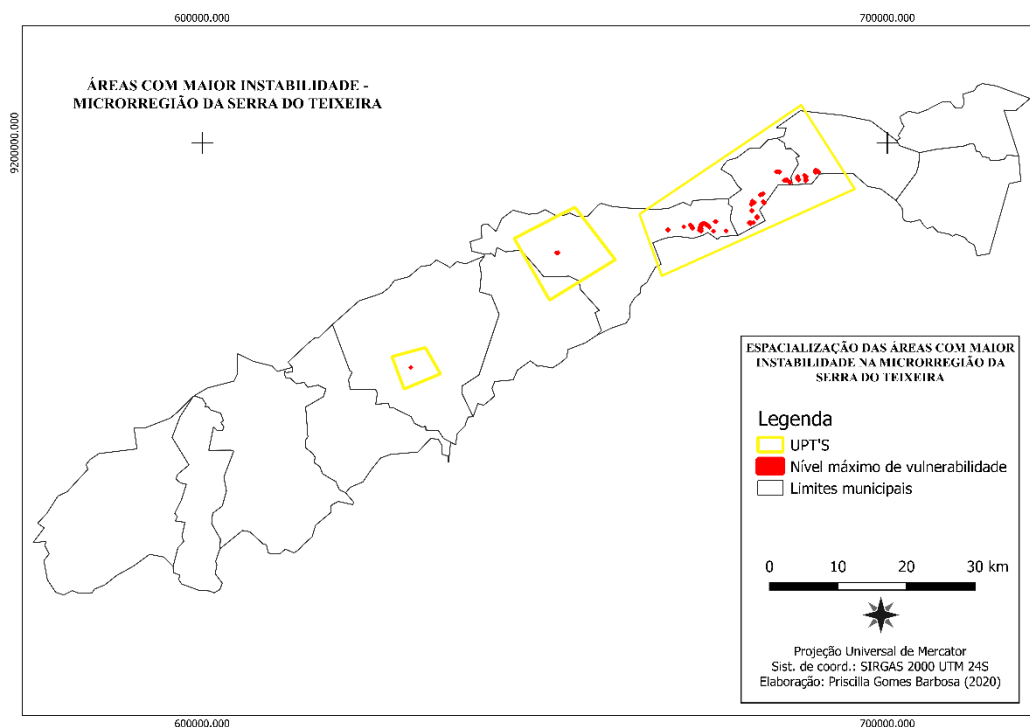 600000.000
700000.000
9200000.000
ÁREAS COM MAIOR INSTABILIDADE -
MICRORREGIÃO DA SERRA DO TEIXEIRA
ESPACIALIZAÇÃO DAS ÁREAS COM MAIOR
INSTABILIDADE NA MICRORREGIÃO DA
SERRA DO TEIXEIRA
Legenda
UPT'S
Nível máximo de vulnerabilidade
Limites municipais
0 10 20 30 km
Projeção Universal de Mercator
Sist. de coord.: SIRGAS 2000 UTM 24S
Elaboração: Priscilla Gomes Barbosa (2020)
9200000.000
600000.000
700000.000